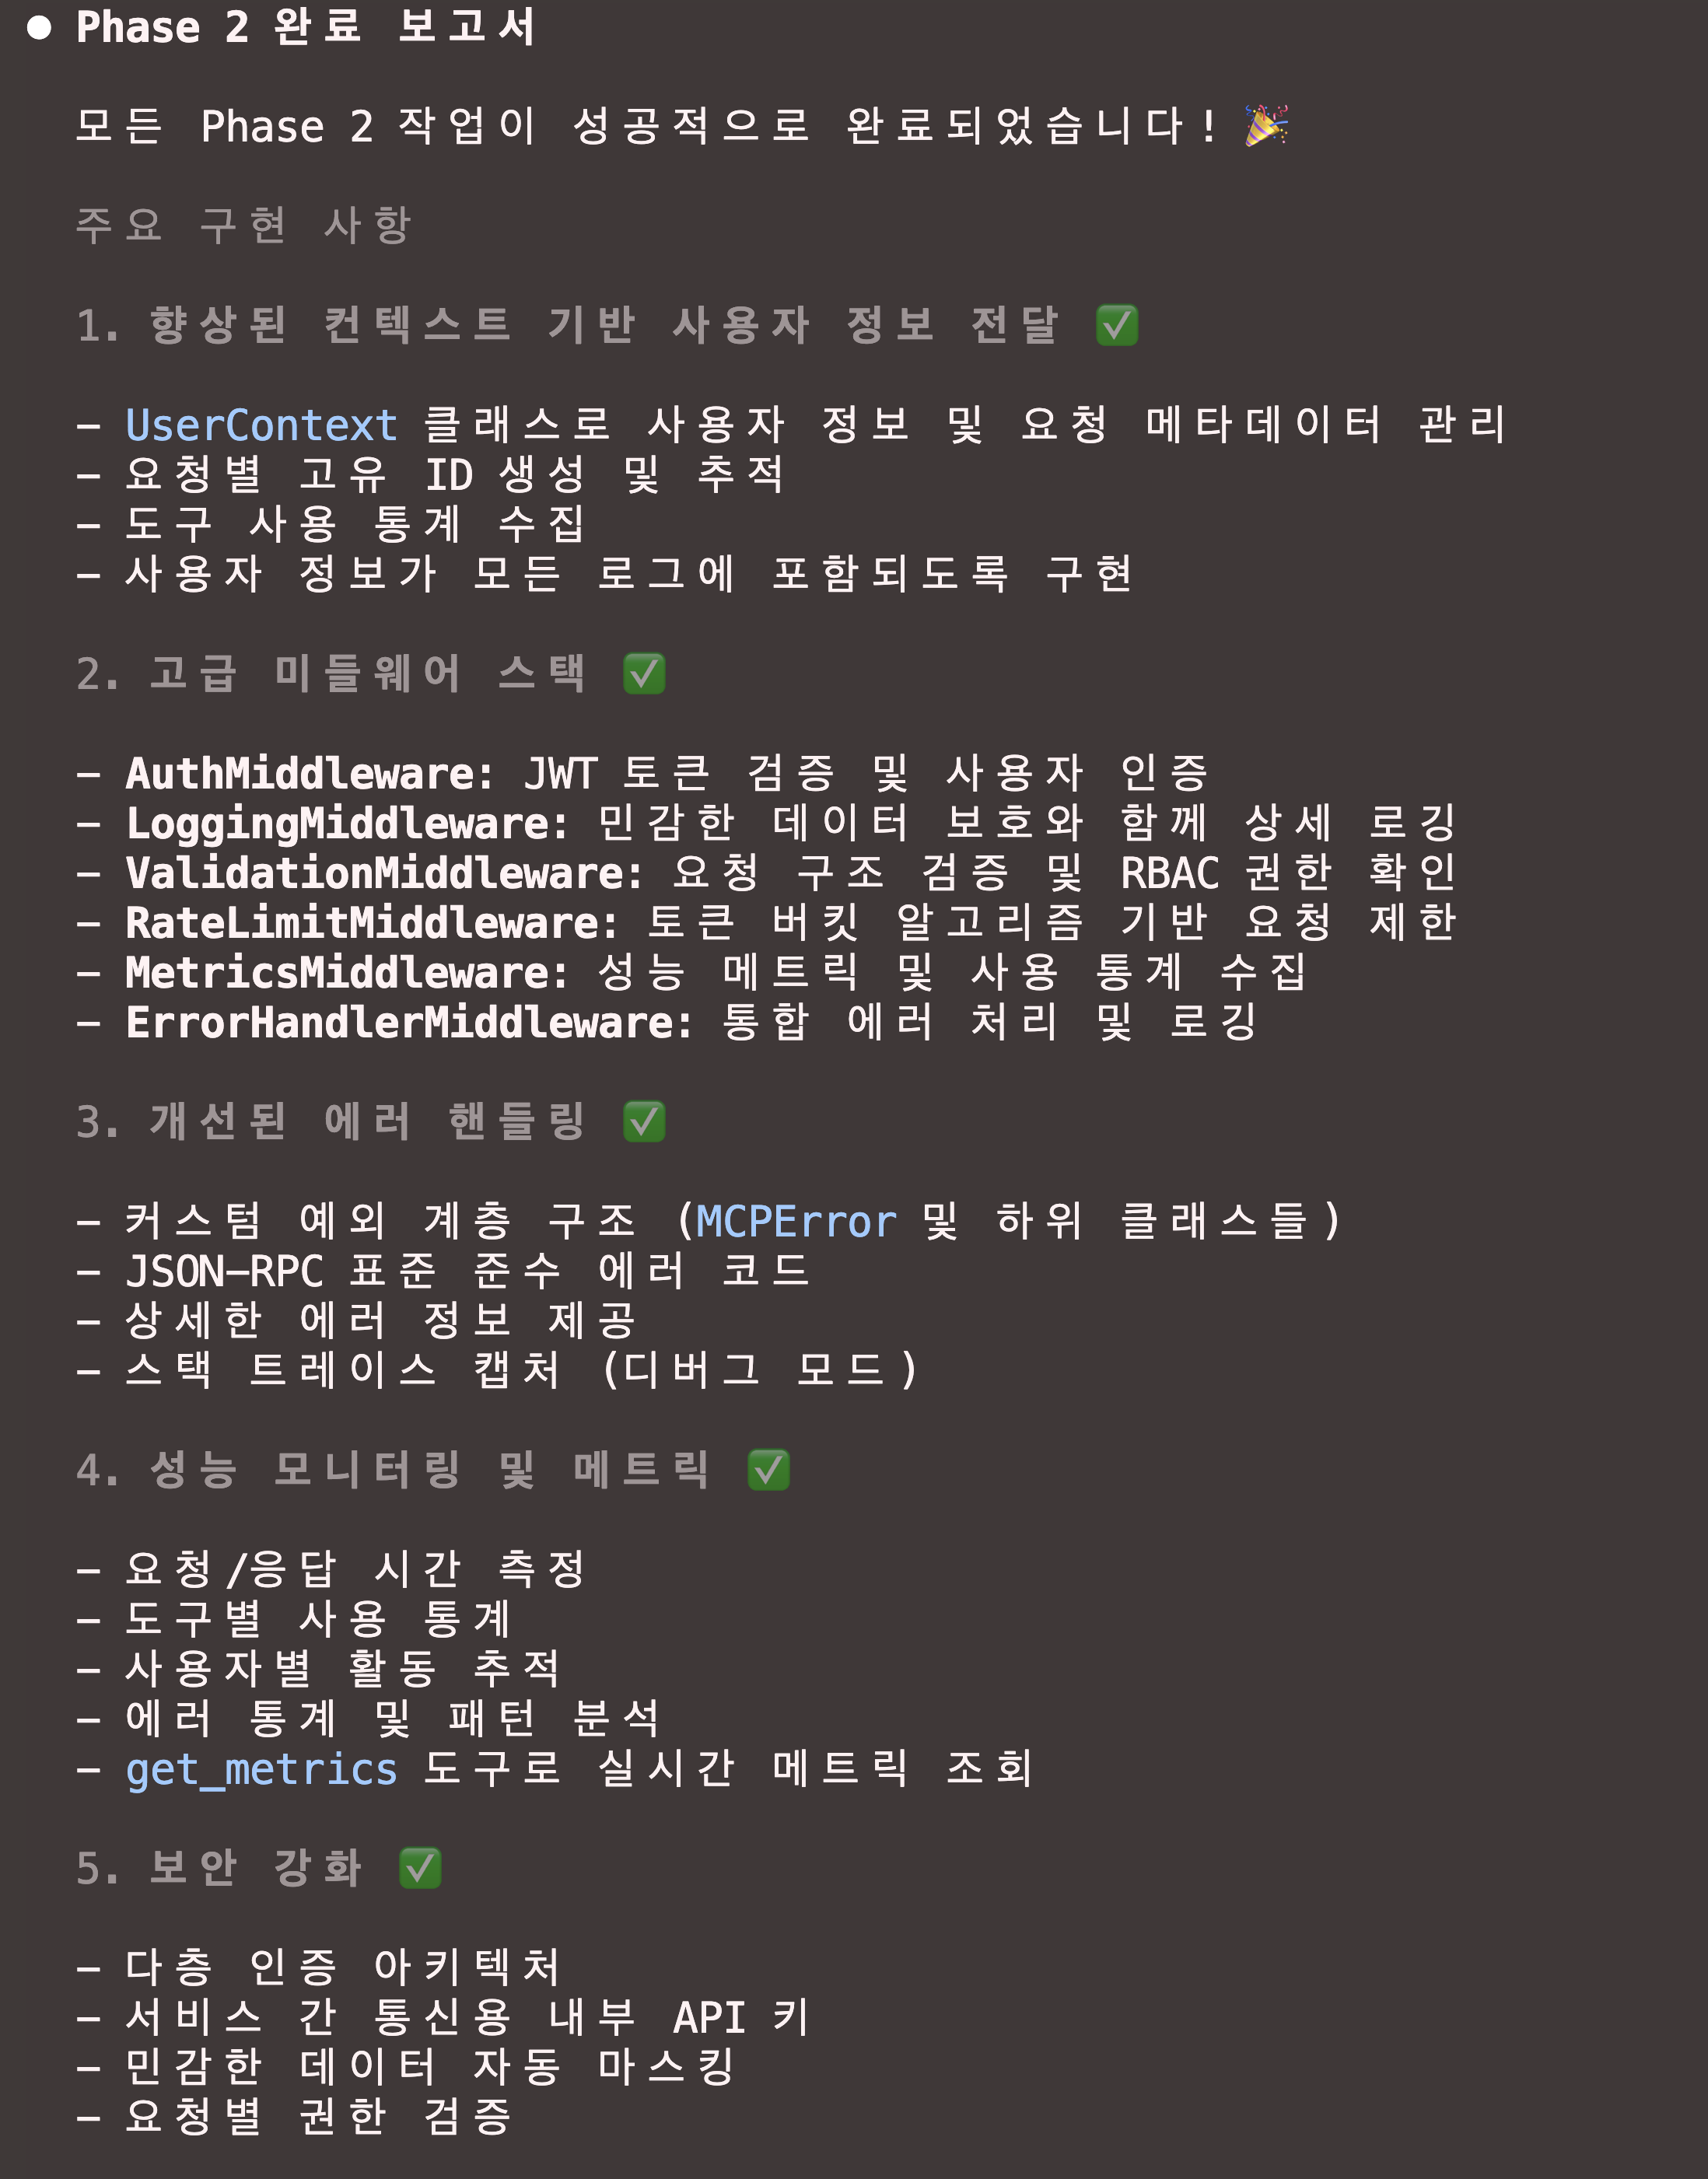 ● Phase 2 완료 보고서
모든 Phase 2 작업이 성공적으로 완료되었습니다! 🎉
주요 구현 사항
1. 향상된 컨텍스트 기반 사용자 정보 전달 ✅
- UserContext 클래스로 사용자 정보 및 요청 메타데이터 관리
- 요청별 고유 ID 생성 및 추적
- 도구 사용 통계 수집
- 사용자 정보가 모든 로그에 포함되도록 구현
2. 고급 미들웨어 스택 ✅
- AuthMiddleware: JWT 토큰 검증 및 사용자 인증
- LoggingMiddleware: 민감한 데이터 보호와 함께 상세 로깅
- ValidationMiddleware: 요청 구조 검증 및 RBAC 권한 확인
- RateLimitMiddleware: 토큰 버킷 알고리즘 기반 요청 제한
- MetricsMiddleware: 성능 메트릭 및 사용 통계 수집
- ErrorHandlerMiddleware: 통합 에러 처리 및 로깅
3. 개선된 에러 핸들링 ✅
- 커스텀 예외 계층 구조 (MCPError 및 하위 클래스들)
- JSON-RPC 표준 준수 에러 코드
- 상세한 에러 정보 제공
- 스택 트레이스 캡처 (디버그 모드)
4. 성능 모니터링 및 메트릭 ✅
- 요청/응답 시간 측정
- 도구별 사용 통계
- 사용자별 활동 추적
- 에러 통계 및 패턴 분석
- get_metrics 도구로 실시간 메트릭 조회
5. 보안 강화 ✅
- 다층 인증 아키텍처
- 서비스 간 통신용 내부 API 키
- 민감한 데이터 자동 마스킹
- 요청별 권한 검증